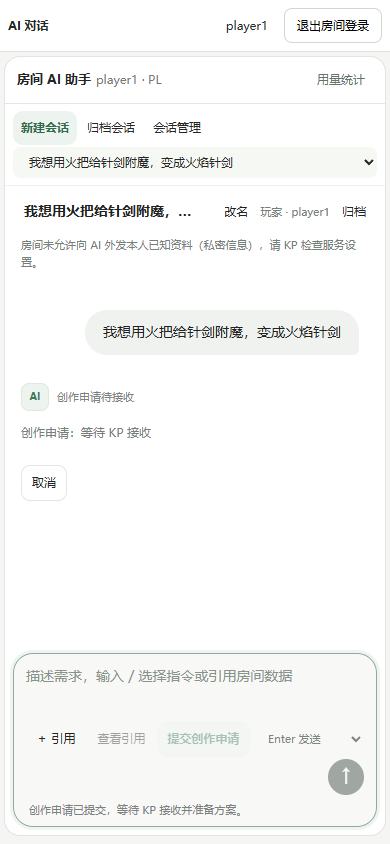 AI 对话
player1
退出房间登录
房间 AI 助手 player1 · PL
用量统计
新建会话
归档会话
会话管理
我想用火把给针剑附魔，变成火焰针剑
我想用火把给针剑附魔，...
改名
玩家 · player1
归档
房间未允许向 AI 外发本人已知资料（私密信息），请 KP 检查服务设
置。
我想用火把给针剑附魔，变成火焰针剑
AI
创作申请待接收
创作申请：等待 KP 接收
取消
描述需求，输入 / 选择指令或引用房间数据
+ 引用
查看引用
提交创作申请
Enter 发送
创作申请已提交，等待 KP 接收并准备方案。